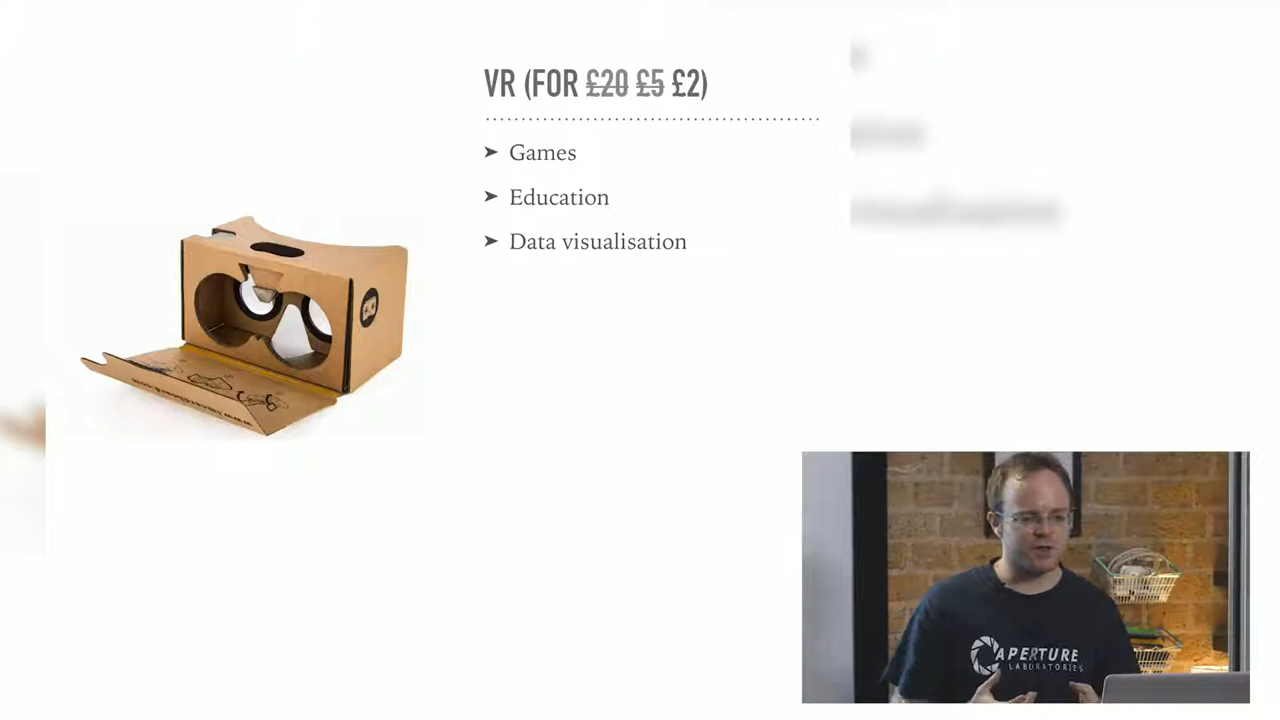 VR (FOR £20 £5 £2)
➤ Games
➤ Education
➤ Data visualisation
APERTURE
LABORATORIES